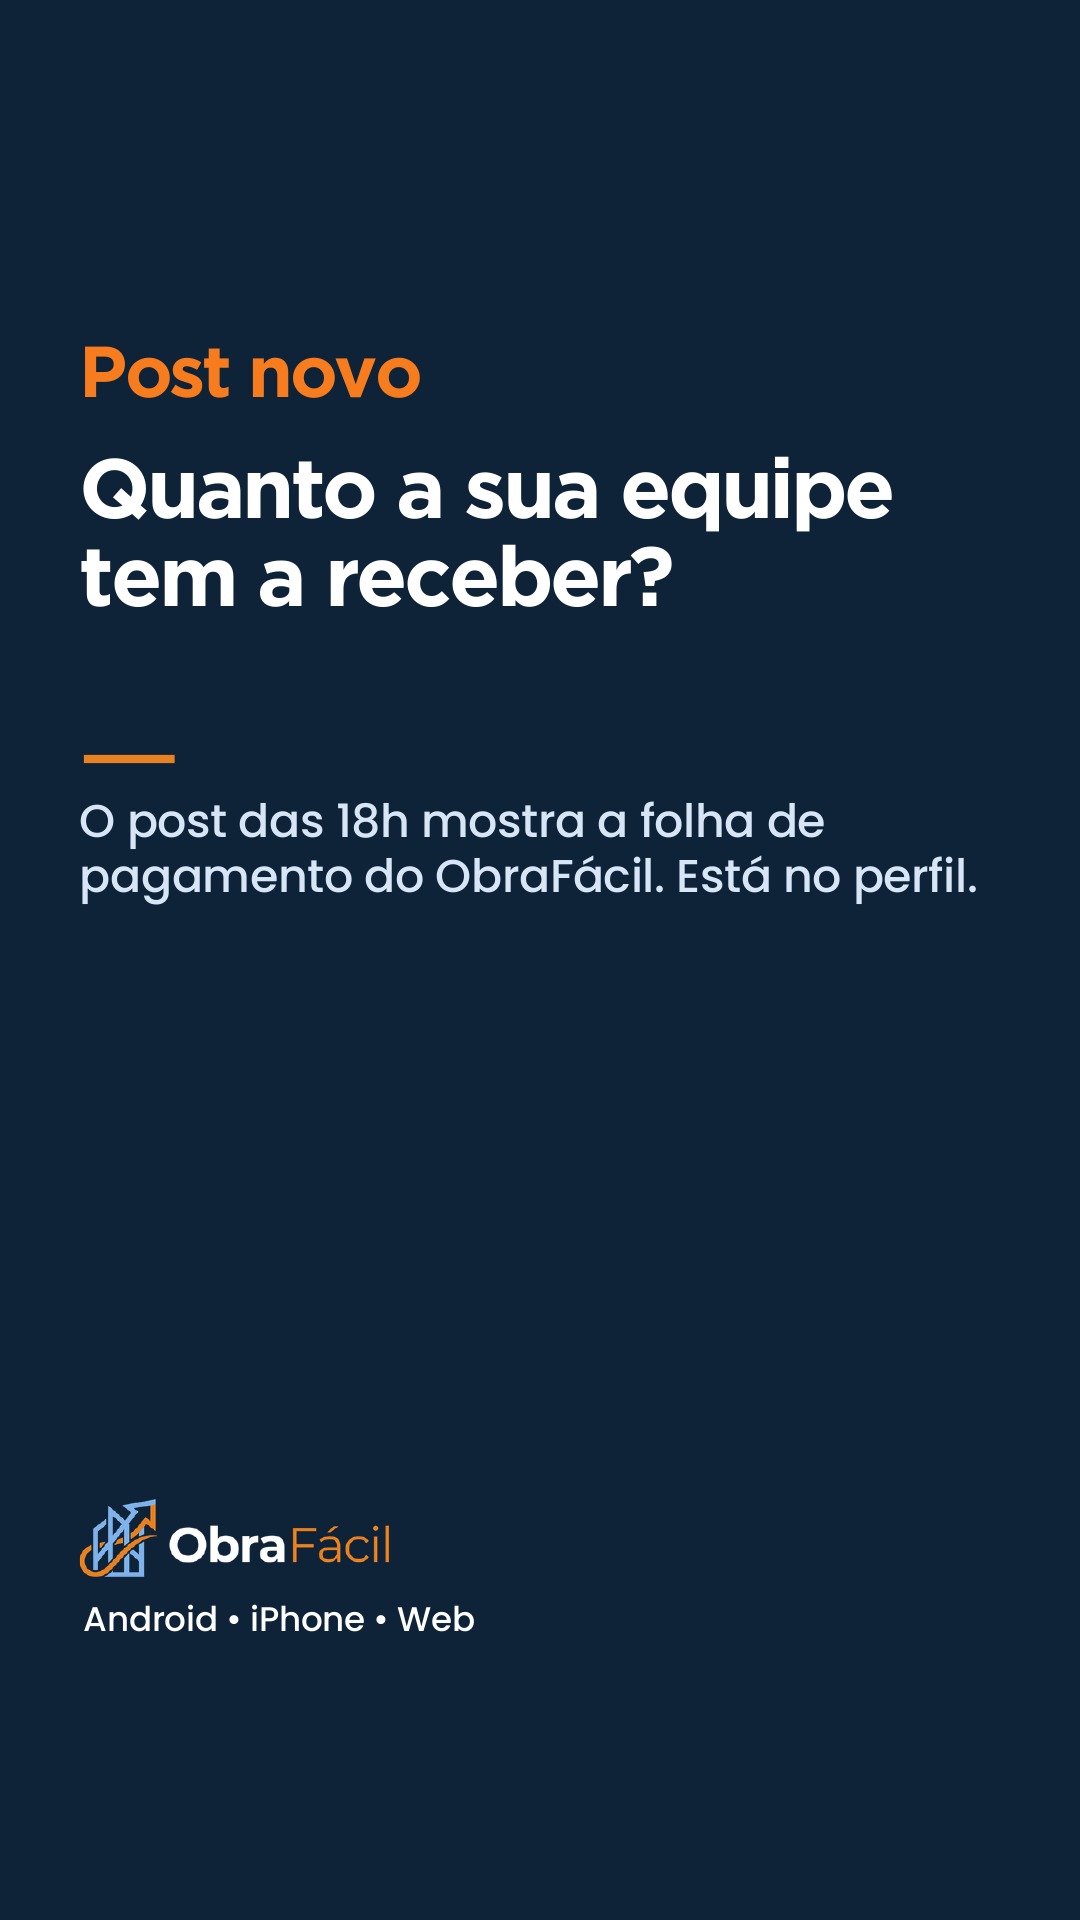 Post novo
Quanto a sua equipe
tem a receber?
O post das 18h mostra a folha de
pagamento do ObraFácil. Está no perfil.
ObraFácil
Android • iPhone • Web